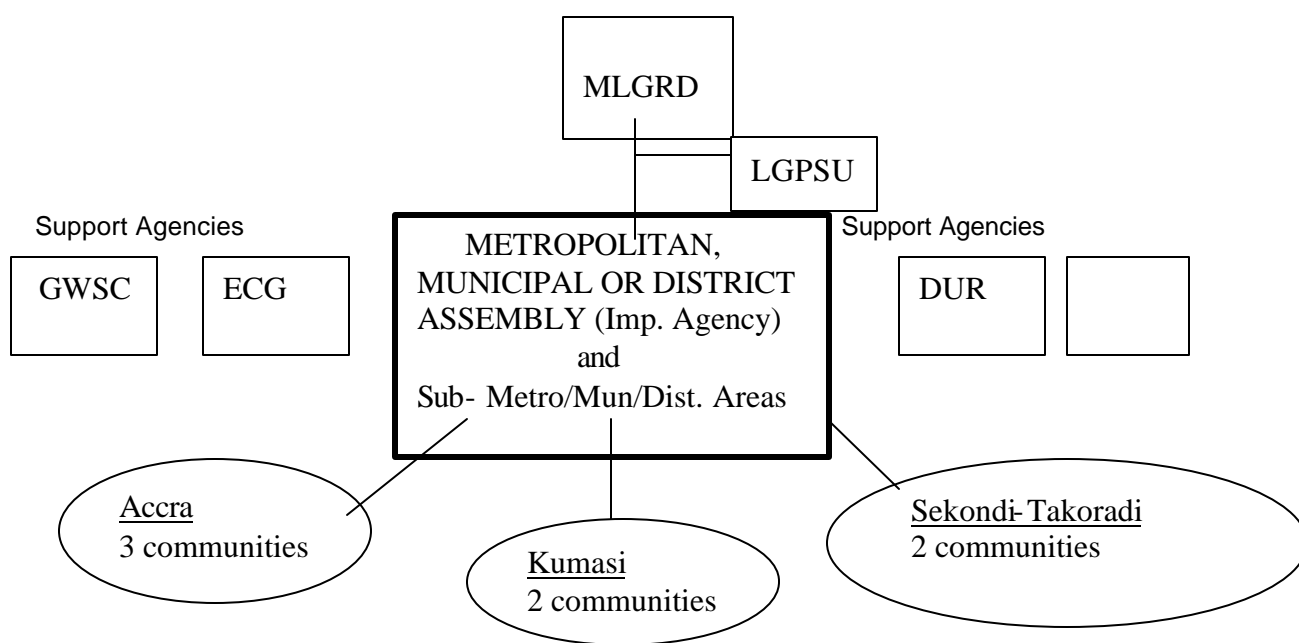 MLGRD
LGPSU
Support Agencies
Support Agencies
GWSC
ECG
METROPOLITAN,
MUNICIPAL OR DISTRICT
ASSEMBLY (Imp. Agency)
and
Sub- Metro/Mun/Dist. Areas
DUR
Accra
3 communities
Kumasi
2 communities
Sekondi-Takoradi
2 communities